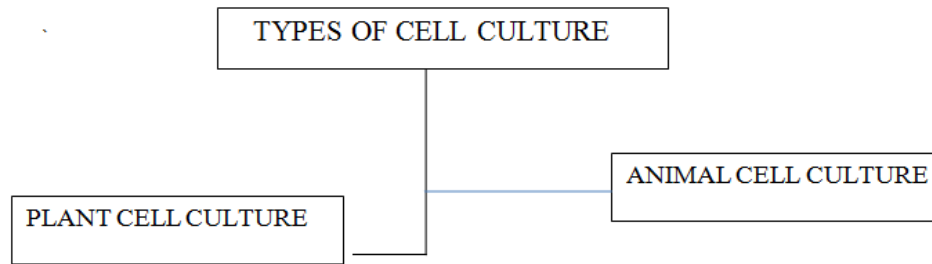 TYPES OF CELL CULTURE
ANIMAL CELL CULTURE
PLANT CELL CULTURE